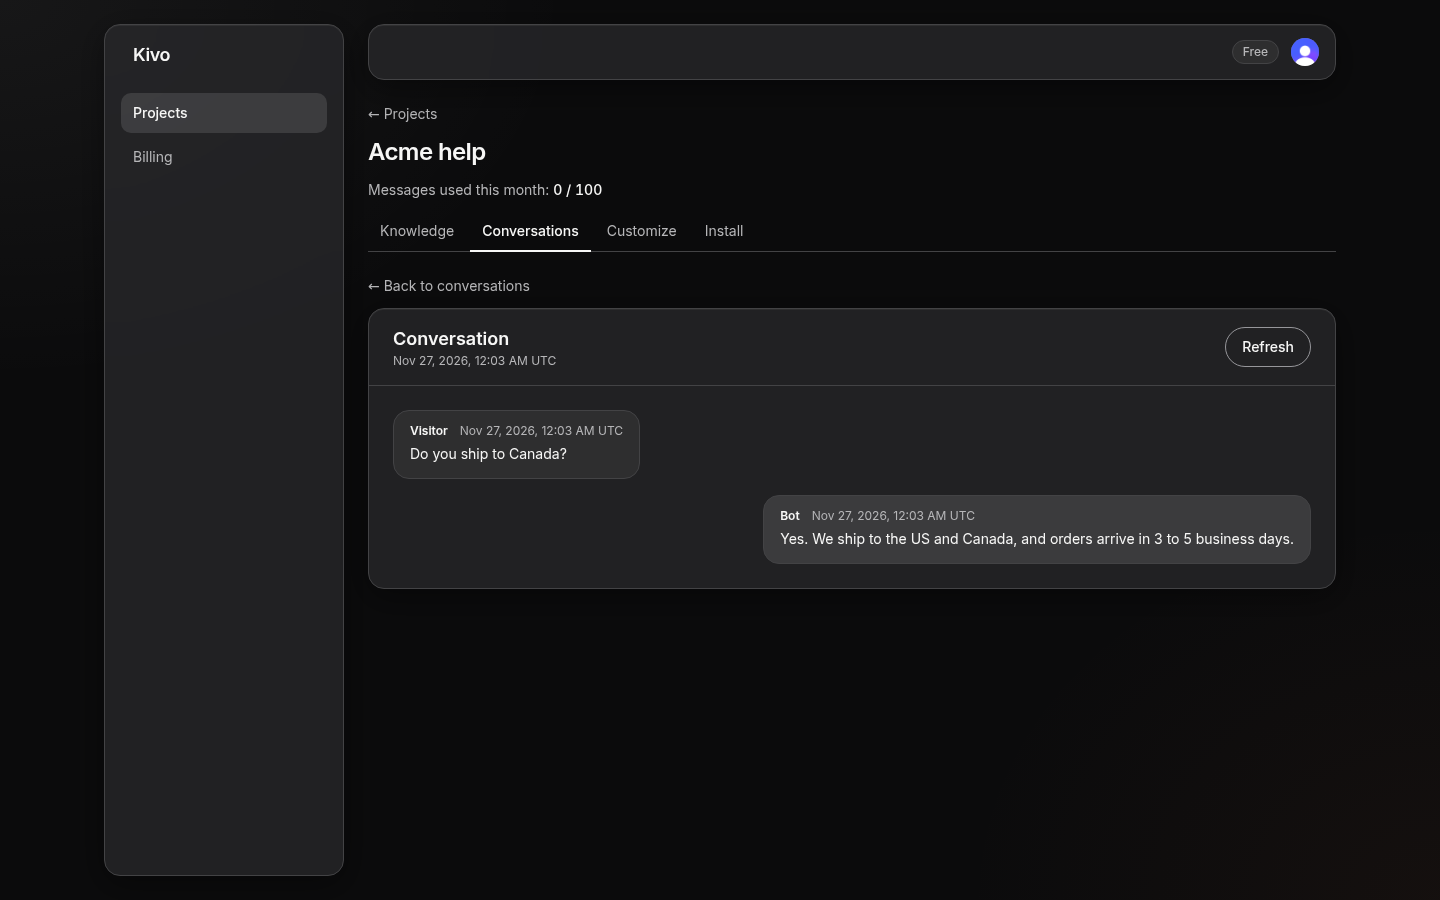 Kivo
Projects
Billing
Free
← Projects
Acme help
Messages used this month: 0 / 100
Knowledge Conversations Customize Install
← Back to conversations
Conversation
Nov 27, 2026, 12:03 AM UTC
Refresh
Visitor Nov 27, 2026, 12:03 AM UTC
Do you ship to Canada?
Bot Nov 27, 2026, 12:03 AM UTC
Yes. We ship to the US and Canada, and orders arrive in 3 to 5 business days.